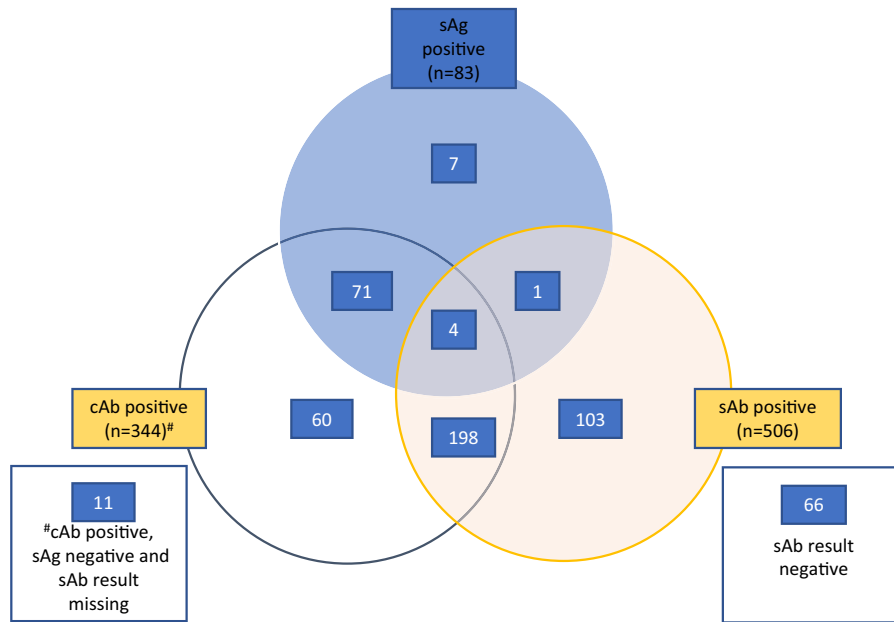 sAg
positive
(n=83)
7
71
1
4
cAb positive
(n=344)#
60
198
103
sAb positive
(n=506)
11
#cAb positive,
sAg negative and
sAb result
missing
66
sAb result
negative